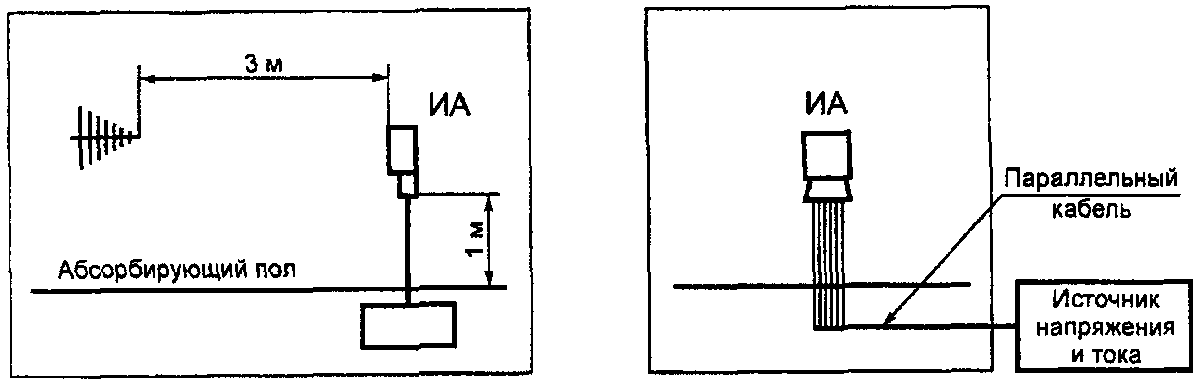 3 м
ИА
1 м
Абсорбирующий пол
ИА
Параллельный
кабель
Источник
напряжения
и тока